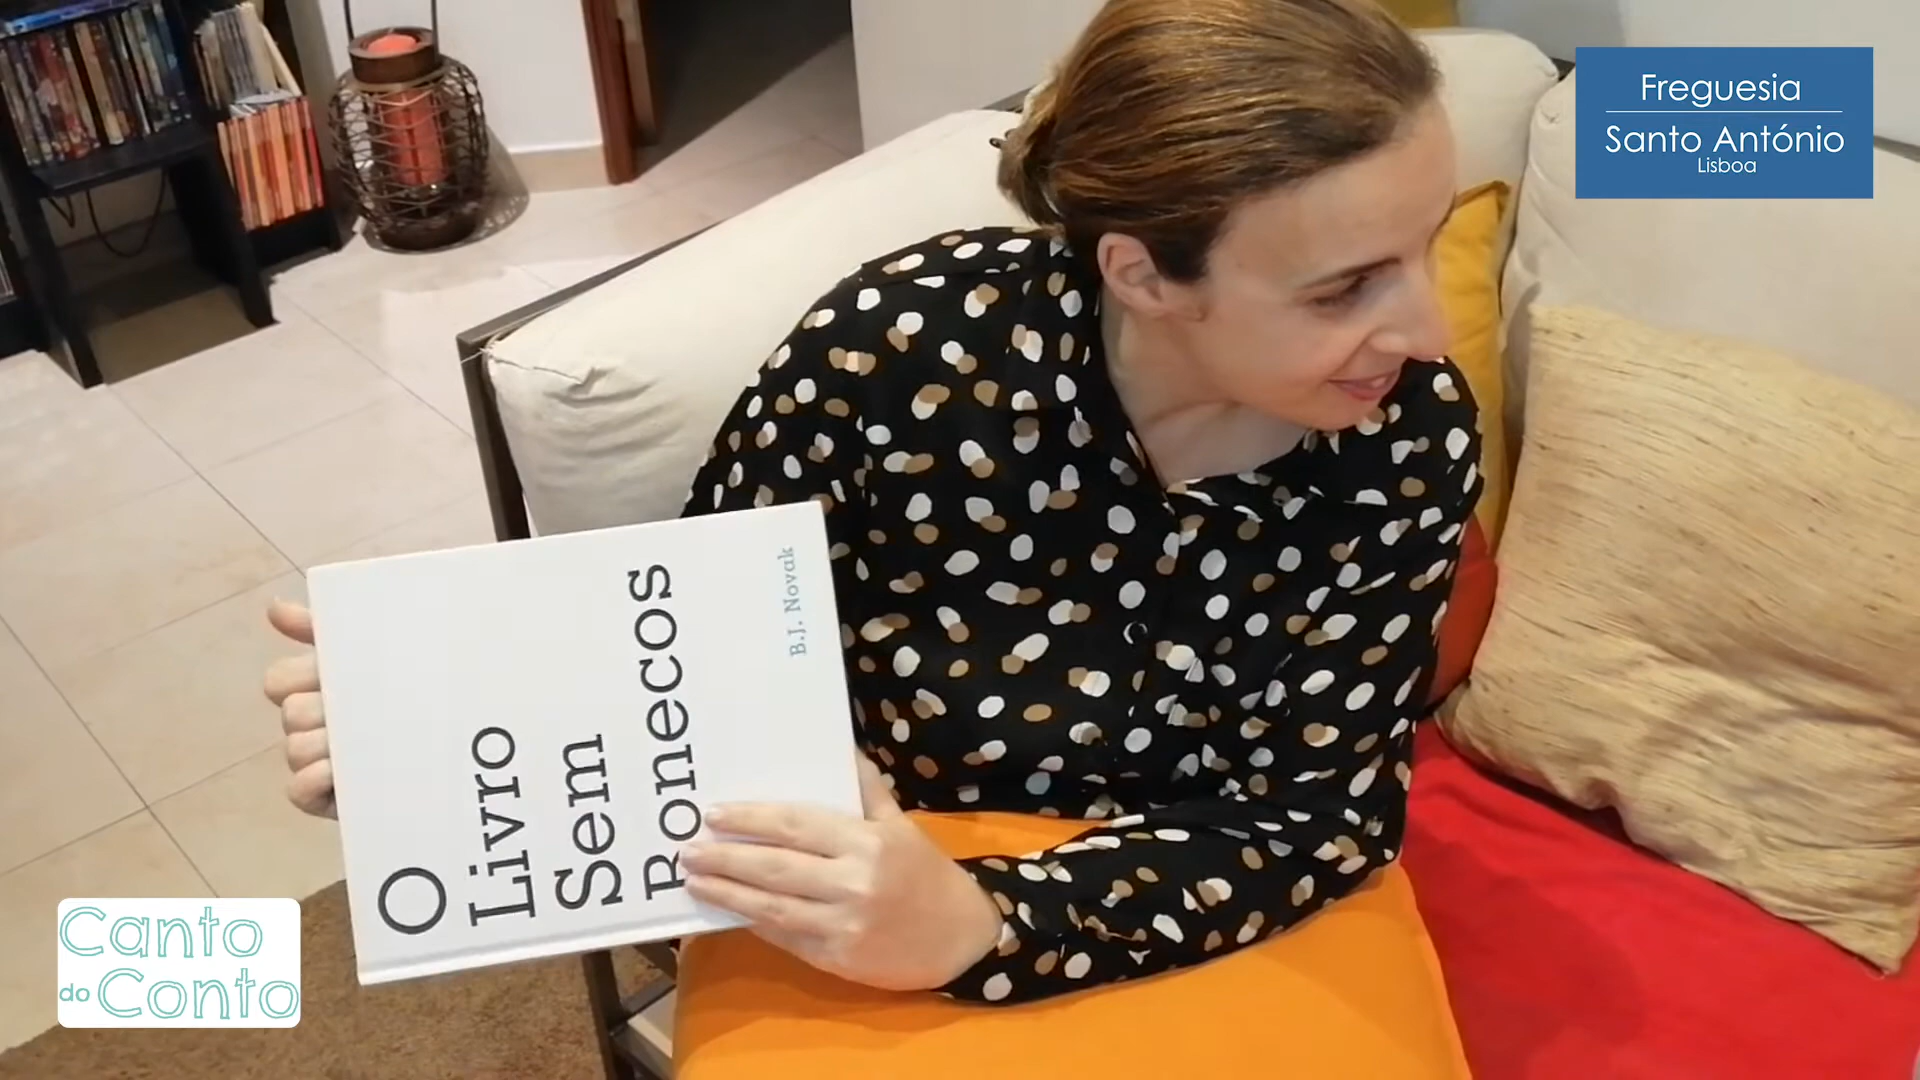 Freguesia
Santo António
Lisboa
O
Livro
Sem
Bonecos
B.J. Novak
Canto
do Conto